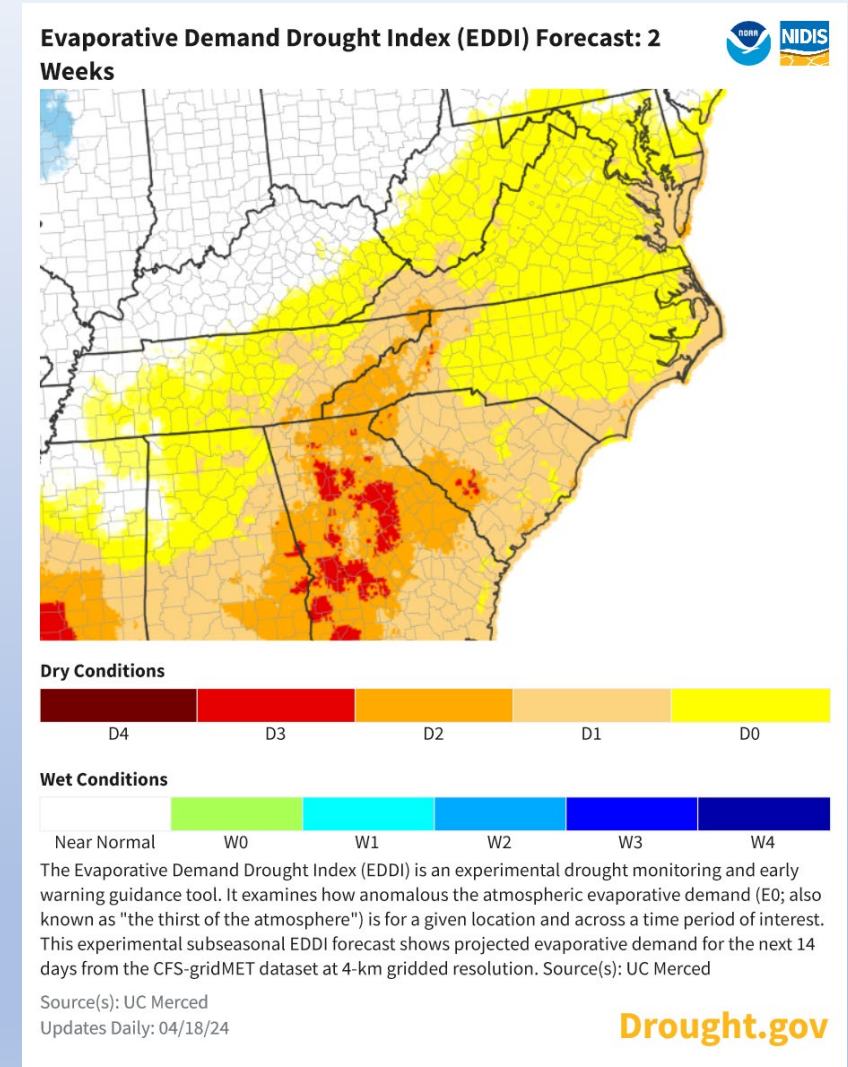 Evaporative Demand Drought Index (EDDI) Forecast: 2
Weeks
NOAA
NIDIS
Dry Conditions
D4 D3 D2 D1 D0
Wet Conditions
Near Normal W0 W1 W2 W3 W4
The Evaporative Demand Drought Index (EDDI) is an experimental drought monitoring and early
warning guidance tool. It examines how anomalous the atmospheric evaporative demand (E0; also
known as "the thirst of the atmosphere") is for a given location and across a time period of interest.
This experimental subseasonal EDDI forecast shows projected evaporative demand for the next 14
days from the CFS-gridMET dataset at 4-km gridded resolution. Source(s): UC Merced
Source(s): UC Merced
Updates Daily: 04/18/24
Drought.gov